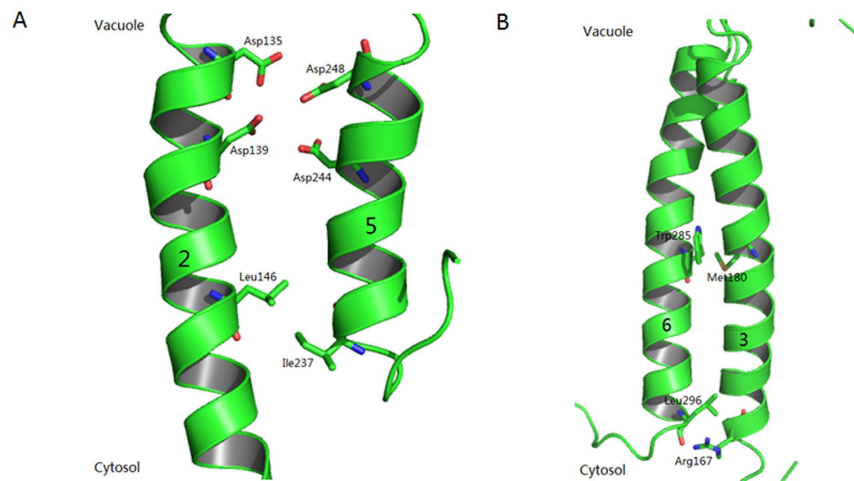 A
Vacuole
Asp135
Asp248
Asp139
Asp244
2
5
Leu146
Ile237
Cytosol
B
Vacuole
Trp285
Met180
6
3
Leu296
Arg167
Cytosol